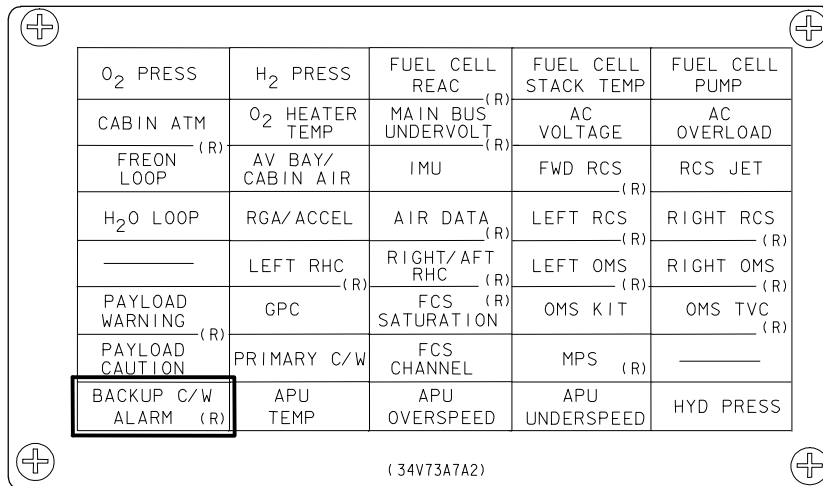 O2 PRESS
H2 PRESS
FUEL CELL
REAC (R)
FUEL CELL
STACK TEMP
FUEL CELL
PUMP
CABIN ATM
(R)
O2 HEATER
TEMP
MAIN BUS
UNDERVOLT
(R)
AC
VOLTAGE
AC
OVERLOAD
FREON
LOOP
AV BAY/
CABIN AIR
IMU
FWD RCS
(R)
RCS JET
H2O LOOP
RGA/ACCEL
AIR DATA
(R)
LEFT RCS
(R)
RIGHT RCS
(R)
LEFT RHC
(R)
RIGHT/AFT
RHC (R)
LEFT OMS
(R)
RIGHT OMS
(R)
PAYLOAD
WARNING
(R)
GPC
FCS (R)
SATURATION
OMS KIT
OMS TVC
(R)
PAYLOAD
CAUTION
PRIMARY C/W
FCS
CHANNEL
MPS (R)
BACKUP C/W
ALARM (R)
APU
TEMP
APU
OVERSPEED
APU
UNDERSPEED
HYD PRESS
(34V73A7A2)